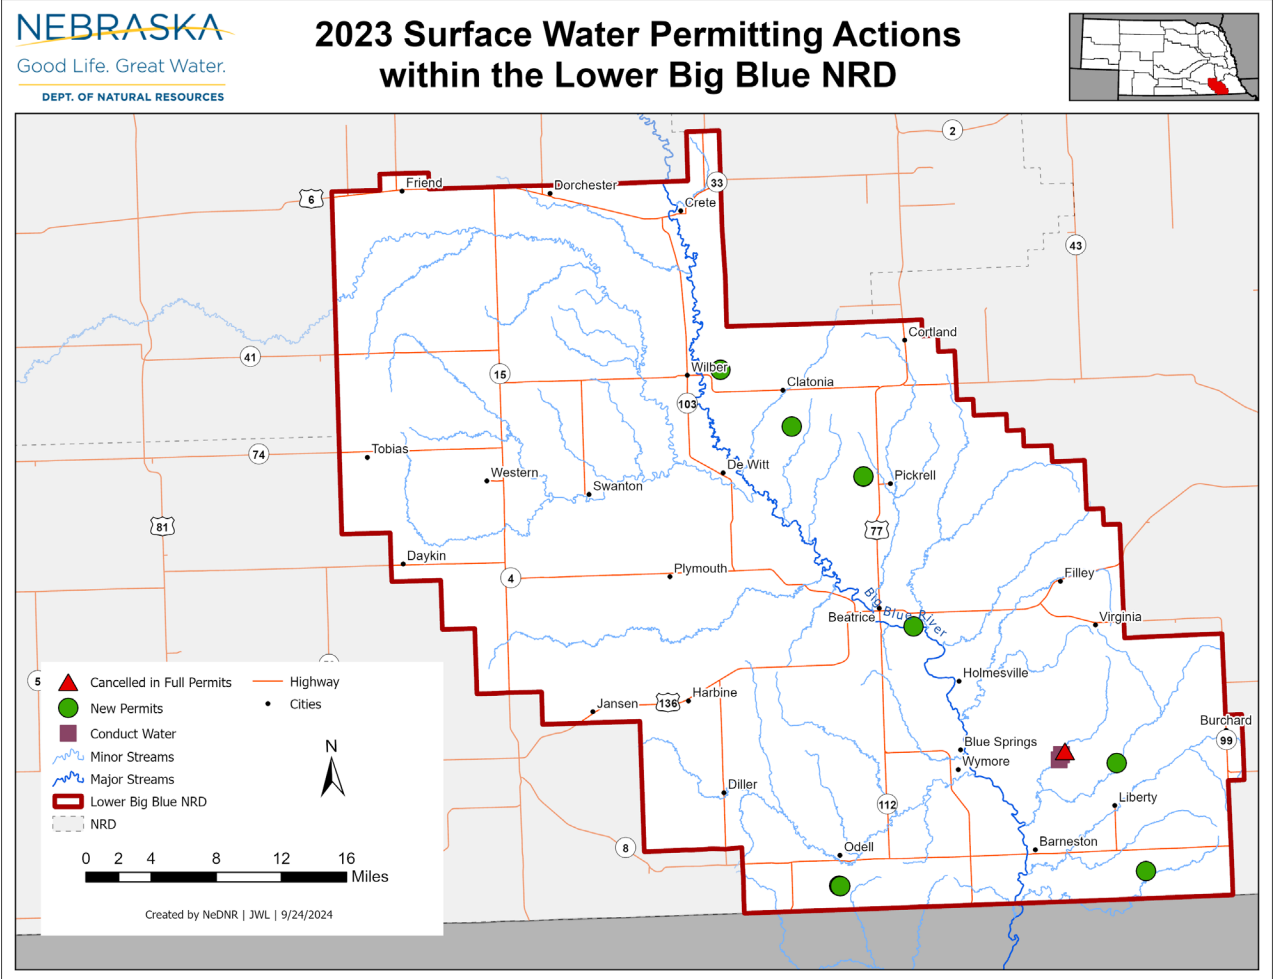 NEBRASKA
Good Life. Great Water.
DEPT. OF NATURAL RESOURCES
2023 Surface Water Permitting Actions
within the Lower Big Blue NRD
2
33
6
Friend
Dorchester
Crete
43
Cortland
41
15
Wilber
Clatonia
103
74
Tobias
Western
Swanton
De Witt
Pickrell
81
77
Daykin
4
Plymouth
Filley
Big Blue River
Beatrice
Virginia
5
Holmesville
Jansen
136
Harbine
Burchard
99
Blue Springs
Wymore
Diller
112
Liberty
8
Odell
Barneston
Cancelled in Full Permits
New Permits
Conduct Water
Minor Streams
Major Streams
Lower Big Blue NRD
NRD
Highway
Cities
N
0 2 4 8 12 16
Miles
Created by NeDNR | JWL | 9/24/2024